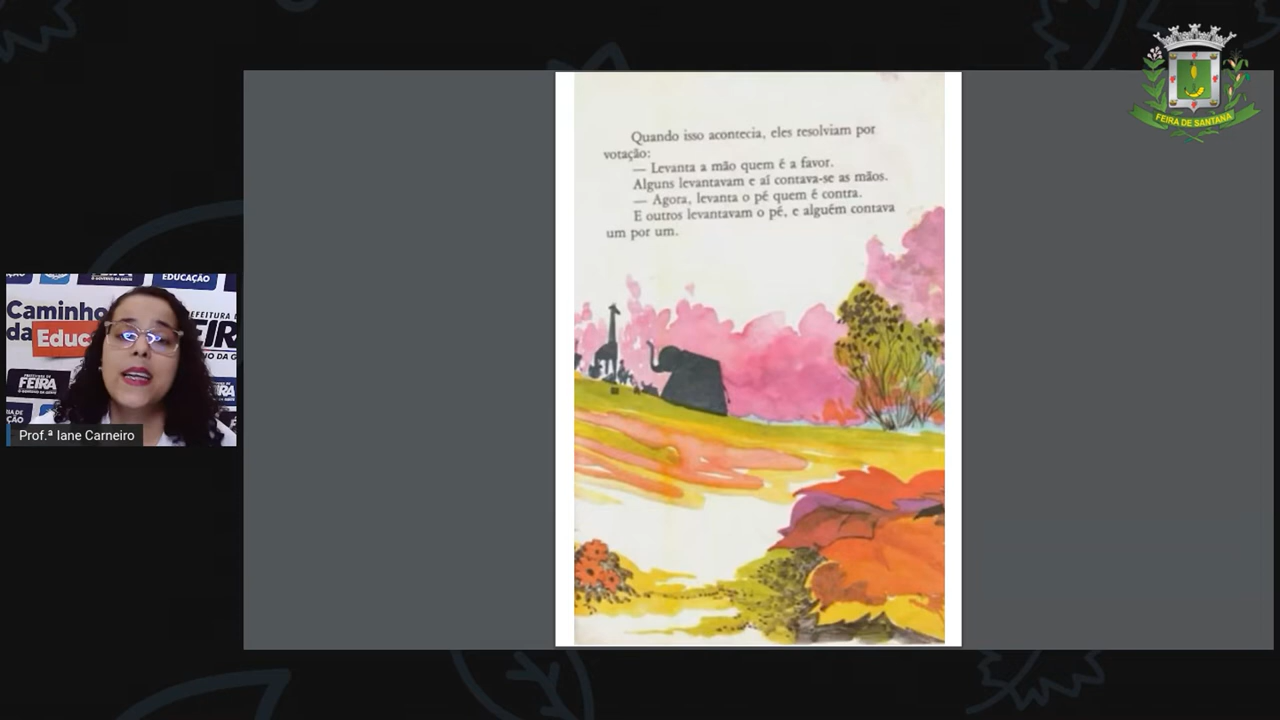 FEIRA DE SANTANA
Quando isso acontecia, eles resolviam por
votação:
— Levanta a mão quem é a favor.
Alguns levantavam e aí contava-se as mãos.
— Agora, levanta o pé quem é contra.
E outros levantavam o pé, e alguém contava
um por um.
EDUCAÇÃO
Caminho
da Educ
PREFEITURA
FEIRA
Prof.ª Iane Carneiro